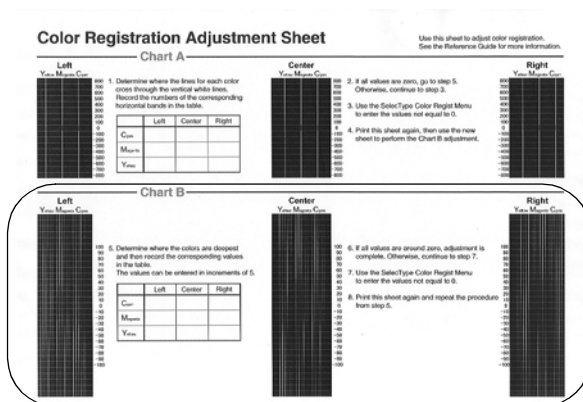 Color Registration Adjustment Sheet
Use this sheet to adjust color registration.
See the Reference Guide for more information.
Chart A
Left
Yellow Magenta Cyan
1. Determine where the lines for each color
cross through the vertical white lines.
Record the numbers of the corresponding
horizontal bands in the table.
Left Center Right
Cyan
Magenta
Yellow
Center
Yellow Magenta Cyan
2. If all values are zero, go to step 5.
Otherwise, continue to step 3.
3. Use the SelecType Color Regist Menu
to enter the values not equal to 0.
4. Print this sheet again, then use the new
sheet to perform the Chart B adjustment.
Right
Yellow Magenta Cyan
Chart B
Left
Yellow Magenta Cyan
5. Determine where the colors are deepest
and then record the corresponding values
in the table.
The values can be entered in increments of 5.
Left Center Right
Cyan
Magenta
Yellow
Center
Yellow Magenta Cyan
6. If all values are around zero, adjustment is
complete. Otherwise, continue to step 7.
7. Use the SelecType Color Regist Menu
to enter the values not equal to 0.
8. Print this sheet again and repeat the procedure
from step 5.
Right
Yellow Magenta Cyan